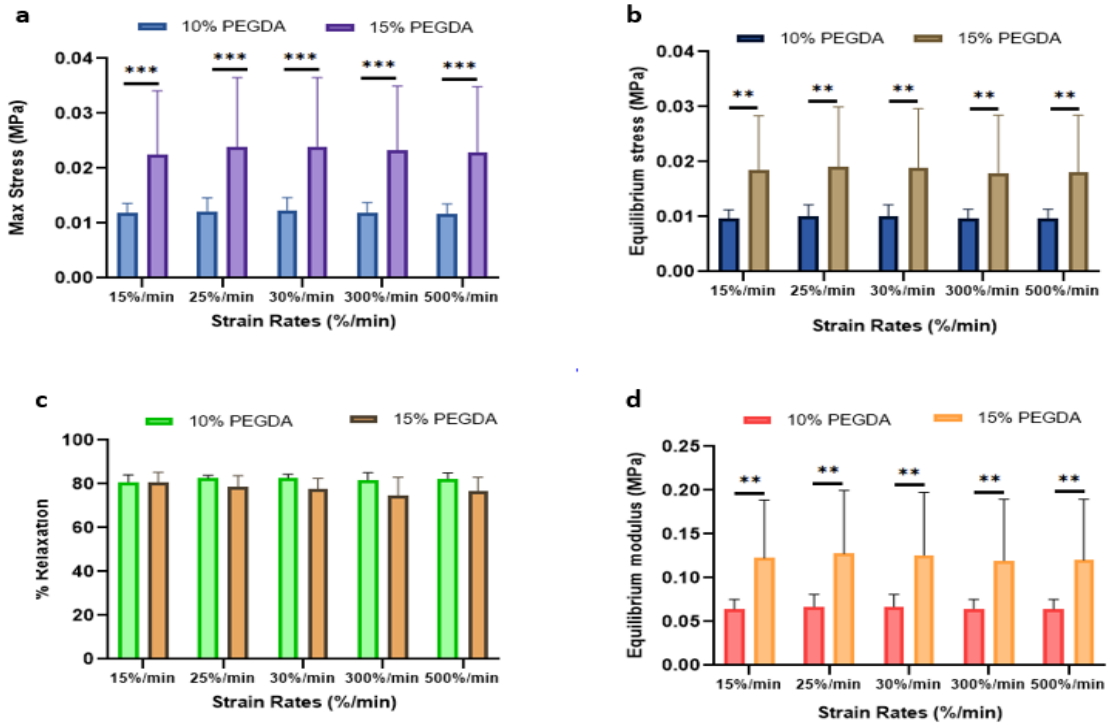 a
10% PEGDA
15% PEGDA
Max Stress (MPa)
0.04
0.03
0.02
0.01
0.00
*** *** *** *** ***
15%/min 25%/min 30%/min 300%/min 500%/min
Strain Rates (%/min)
b
10% PEGDA
15% PEGDA
Equilibrium stress (MPa)
0.04
0.03
0.02
0.01
0.00
** ** ** ** **
15%/min 25%/min 30%/min 300%/min 500%/min
Strain Rates (%/min)
c
10% PEGDA
15% PEGDA
% Relaxation
100
80
60
40
20
0
15%/min 25%/min 30%/min 300%/min 500%/min
Strain Rates (%/min)
d
10% PEGDA
15% PEGDA
Equilibrium modulus (MPa)
0.25
0.20
0.15
0.10
0.05
0.00
** ** ** ** **
15%/min 25%/min 30%/min 300%/min 500%/min
Strain Rates (%/min)